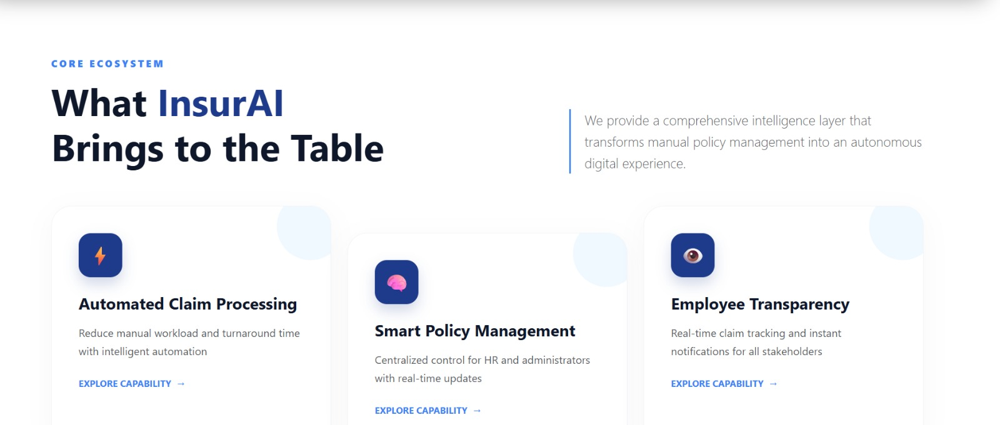 CORE ECOSYSTEM
What InsurAI
Brings to the Table
We provide a comprehensive intelligence layer that
transforms manual policy management into an autonomous
digital experience.
Automated Claim Processing
Reduce manual workload and turnaround time
with intelligent automation
EXPLORE CAPABILITY →
Smart Policy Management
Centralized control for HR and administrators
with real-time updates
EXPLORE CAPABILITY →
Employee Transparency
Real-time claim tracking and instant
notifications for all stakeholders
EXPLORE CAPABILITY →